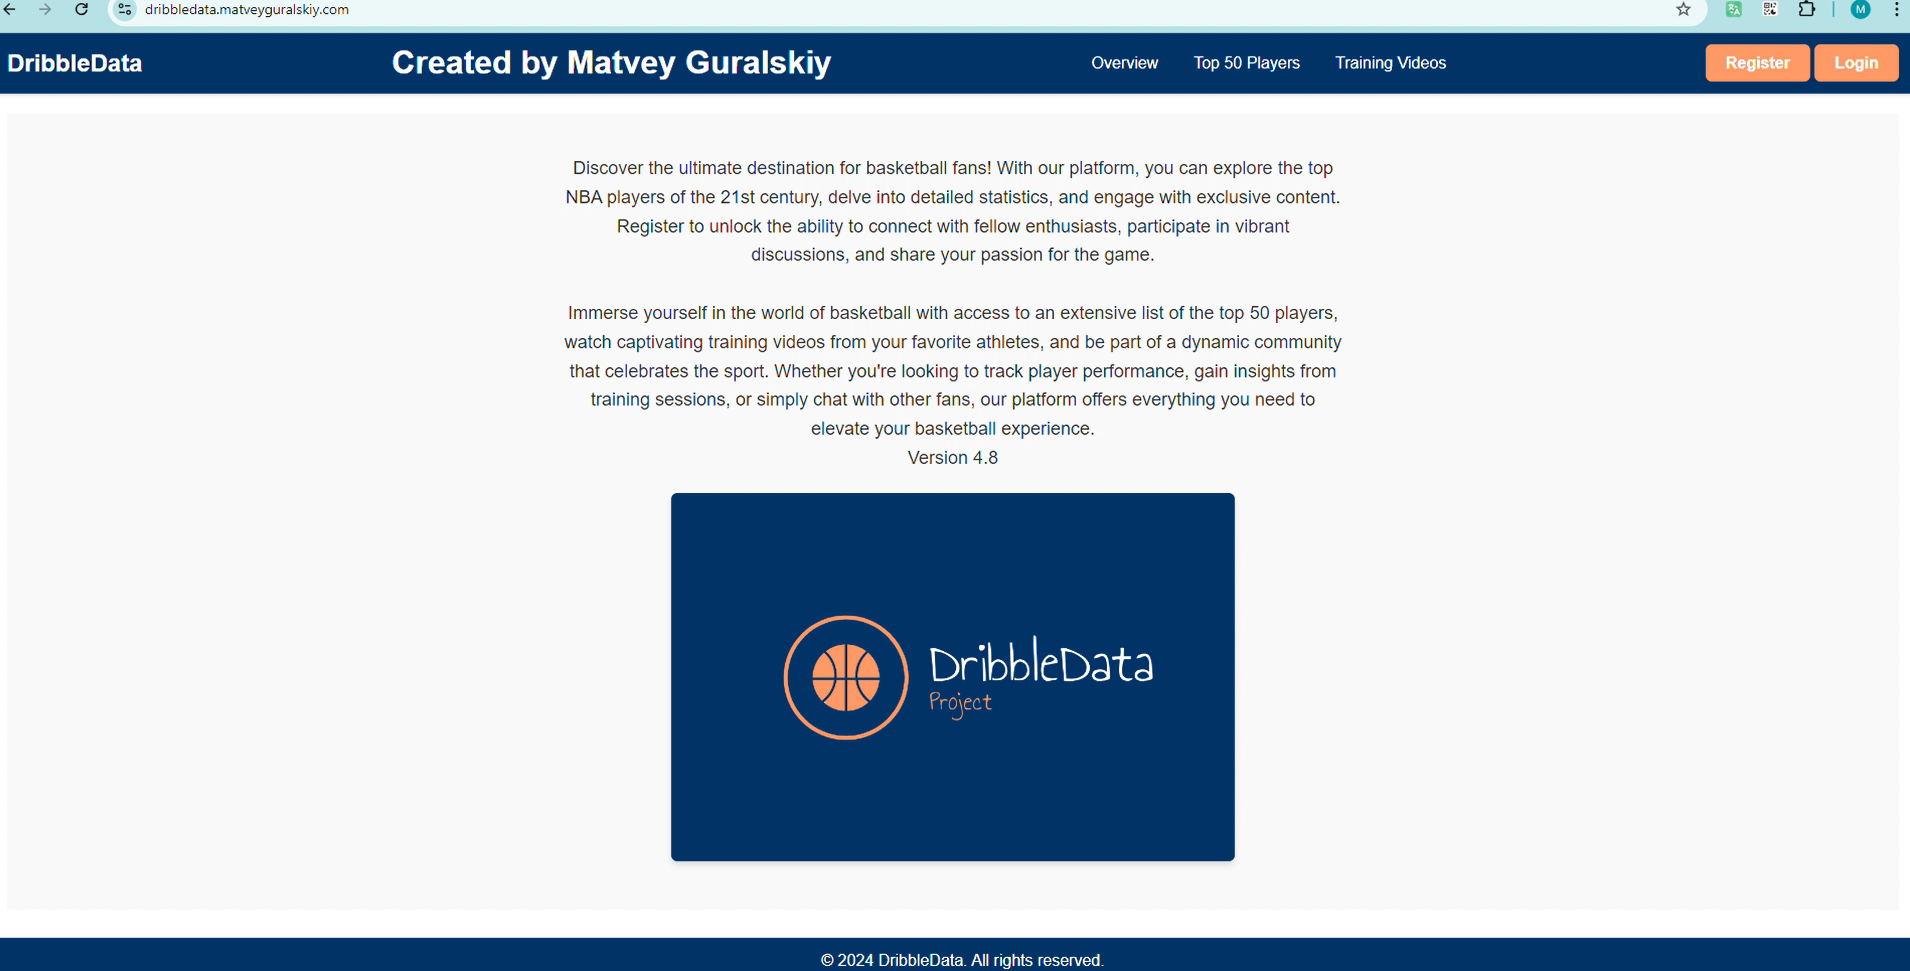 dribbledata.matveyguralskiy.com
M
DribbleData
Created by Matvey Guralskiy
Overview
Top 50 Players
Training Videos
Register
Login
Discover the ultimate destination for basketball fans! With our platform, you can explore the top
NBA players of the 21st century, delve into detailed statistics, and engage with exclusive content.
Register to unlock the ability to connect with fellow enthusiasts, participate in vibrant
discussions, and share your passion for the game.
Immerse yourself in the world of basketball with access to an extensive list of the top 50 players,
watch captivating training videos from your favorite athletes, and be part of a dynamic community
that celebrates the sport. Whether you're looking to track player performance, gain insights from
training sessions, or simply chat with other fans, our platform offers everything you need to
elevate your basketball experience.
Version 4.8
DribbleData
Project
© 2024 DribbleData. All rights reserved.